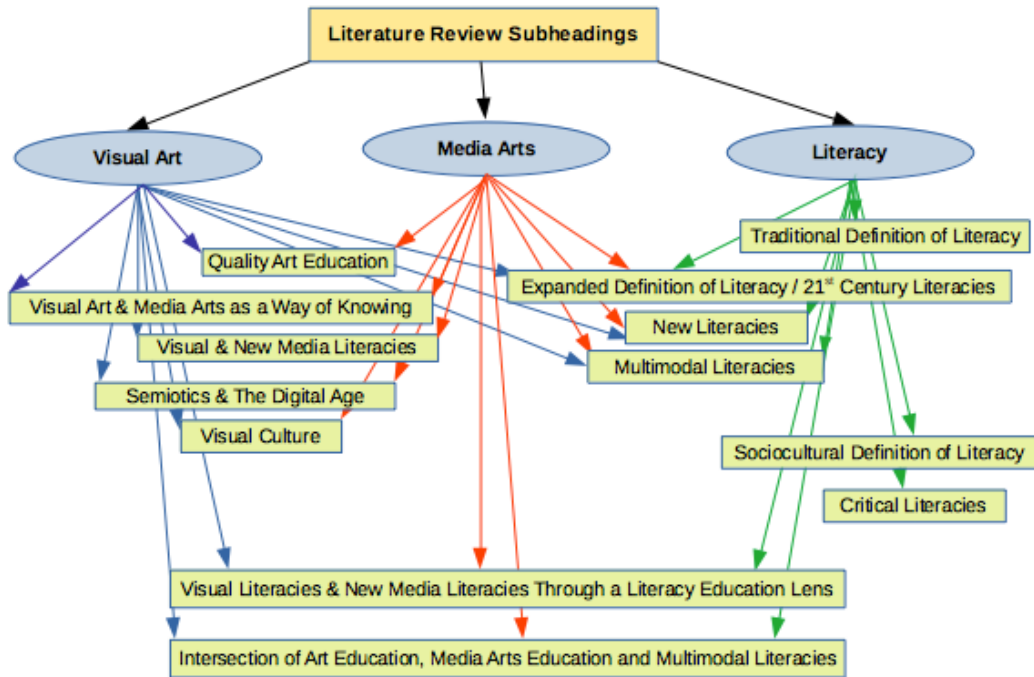 Literature Review Subheadings
Visual Art
Media Arts
Literacy
Traditional Definition of Literacy
Quality Art Education
Expanded Definition of Literacy / 21st Century Literacies
Visual Art & Media Arts as a Way of Knowing
New Literacies
Visual & New Media Literacies
Multimodal Literacies
Semiotics & The Digital Age
Visual Culture
Sociocultural Definition of Literacy
Critical Literacies
Visual Literacies & New Media Literacies Through a Literacy Education Lens
Intersection of Art Education, Media Arts Education and Multimodal Literacies